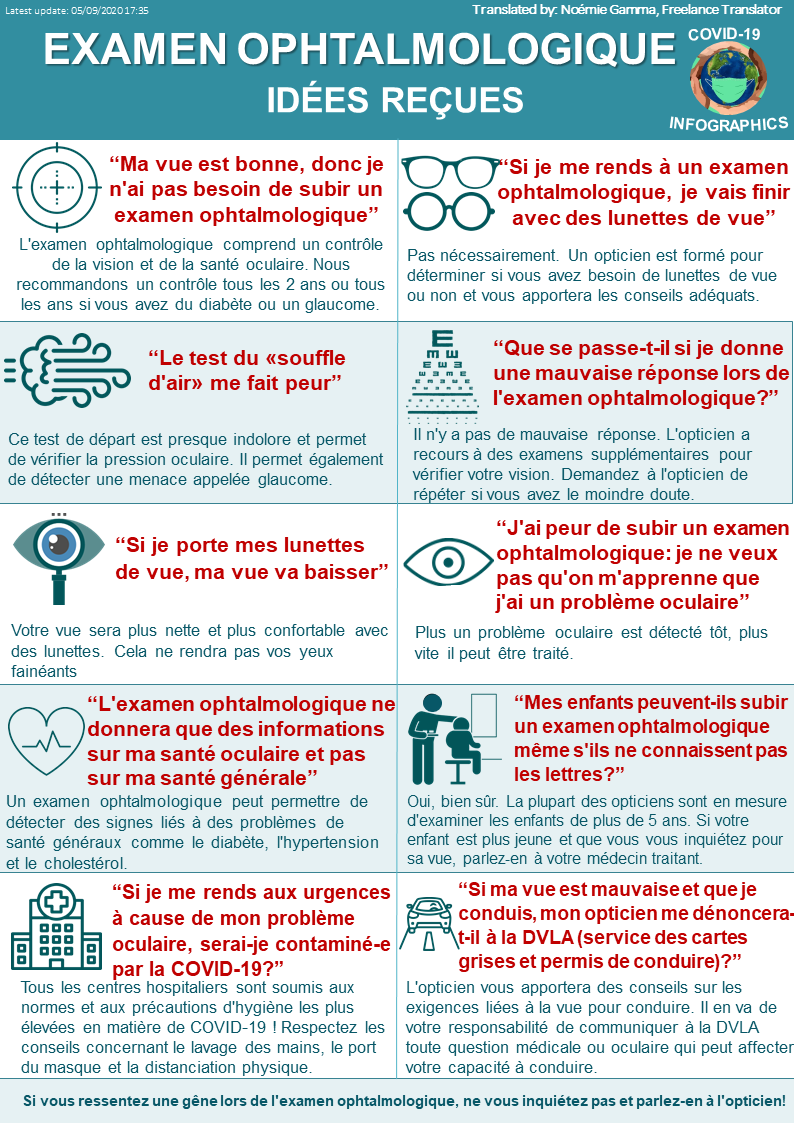 Latest update: 05/09/2020 17:35
Translated by: Noémie Gamma, Freelance Translator
EXAMEN OPHTALMOLOGIQUE
IDÉES REÇUES
COVID-19
INFOGRAPHICS
“Ma vue est bonne, donc je
n'ai pas besoin de subir un
examen ophtalmologique”
L'examen ophtalmologique comprend un contrôle
de la vision et de la santé oculaire. Nous
recommandons un contrôle tous les 2 ans ou tous
les ans si vous avez du diabète ou un glaucome.
“Si je me rends à un examen
ophtalmologique, je vais finir
avec des lunettes de vue”
Pas nécessairement. Un opticien est formé pour
déterminer si vous avez besoin de lunettes de vue
ou non et vous apportera les conseils adéquats.
“Le test du «souffle
d'air» me fait peur”
Ce test de départ est presque indolore et permet
de vérifier la pression oculaire. Il permet également
de détecter une menace appelée glaucome.
E
“Que se passe-t-il si je donne
une mauvaise réponse lors de
l'examen ophtalmologique?”
Il n'y a pas de mauvaise réponse. L'opticien a
recours à des examens supplémentaires pour
vérifier votre vision. Demandez à l'opticien de
répéter si vous avez le moindre doute.
“Si je porte mes lunettes
de vue, ma vue va baisser”
Votre vue sera plus nette et plus confortable avec
des lunettes. Cela ne rendra pas vos yeux
fainéants
“J'ai peur de subir un examen
ophtalmologique: je ne veux
pas qu'on m'apprenne que
j'ai un problème oculaire”
Plus un problème oculaire est détecté tôt, plus
vite il peut être traité.
“L'examen ophtalmologique ne
donnera que des informations
sur ma santé oculaire et pas
sur ma santé générale”
Un examen ophtalmologique peut permettre de
détecter des signes liés à des problèmes de
santé généraux comme le diabète, l'hypertension
et le cholestérol.
“Mes enfants peuvent-ils subir
un examen ophtalmologique
même s'ils ne connaissent pas
les lettres?”
Oui, bien sûr. La plupart des opticiens sont en mesure
d'examiner les enfants de plus de 5 ans. Si votre
enfant est plus jeune et que vous vous inquiétez pour
sa vue, parlez-en à votre médecin traitant.
“Si je me rends aux urgences
à cause de mon problème
oculaire, serai-je contaminé-e
par la COVID-19?”
Tous les centres hospitaliers sont soumis aux
normes et aux précautions d'hygiène les plus
élevées en matière de COVID-19 ! Respectez les
conseils concernant le lavage des mains, le port
du masque et la distanciation physique.
“Si ma vue est mauvaise et que je
conduis, mon opticien me dénoncera-
t-il à la DVLA (service des cartes
grises et permis de conduire)?”
L'opticien vous apportera des conseils sur les
exigences liées à la vue pour conduire. Il en va de
votre responsabilité de communiquer à la DVLA
toute question médicale ou oculaire qui peut affecter
votre capacité à conduire.
Si vous ressentez une gêne lors de l'examen ophtalmologique, ne vous inquiétez pas et parlez-en à l'opticien!